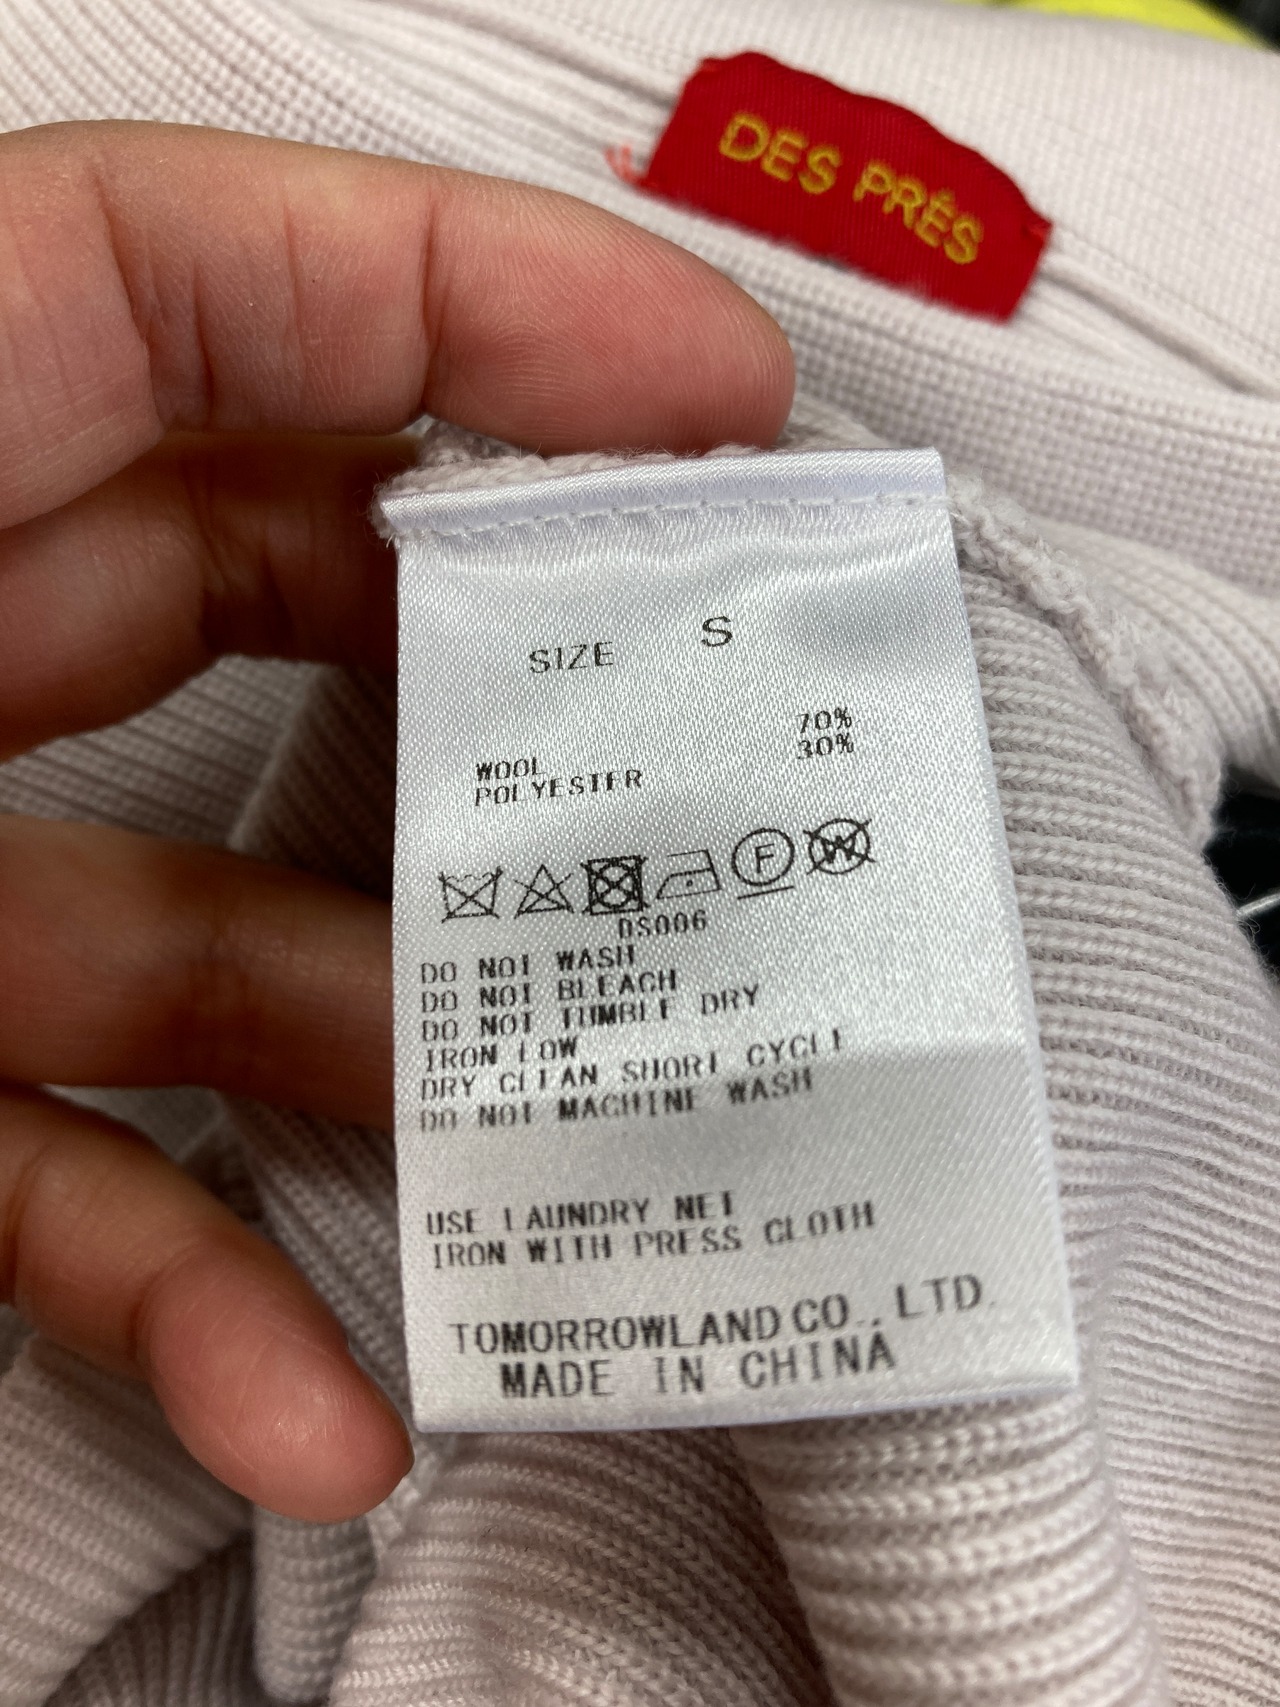 DES PRÉS
SIZE S
WOOL 70%
POLYESTER 30%
F W
DS006
DO NOT WASH
DO NOT BLEACH
DO NOT TUMBLE DRY
IRON LOW
DRY CLEAN SHORT CYCLE
DO NOT MACHINE WASH
USE LAUNDRY NET
IRON WITH PRESS CLOTH
TOMORROWLAND CO., LTD.
MADE IN CHINA